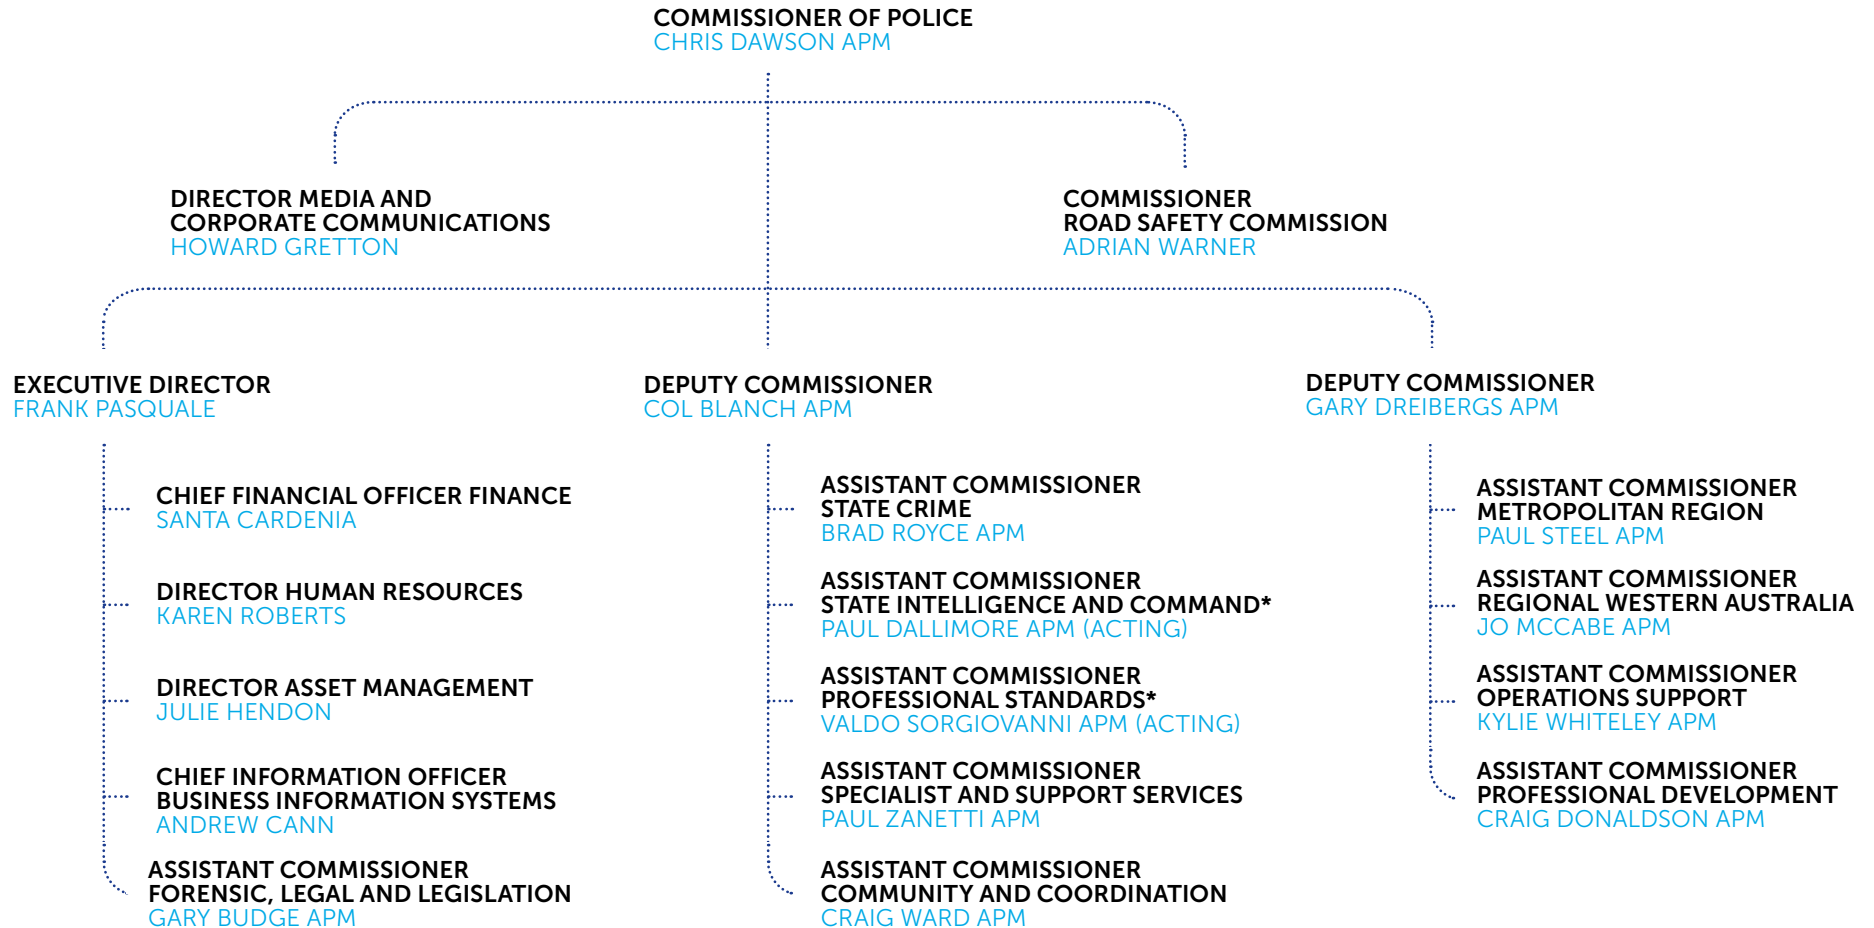 COMMISSIONER OF POLICE
CHRIS DAWSON APM
DIRECTOR MEDIA AND
CORPORATE COMMUNICATIONS
HOWARD GRETTON
COMMISSIONER
ROAD SAFETY COMMISSION
ADRIAN WARNER
EXECUTIVE DIRECTOR
FRANK PASQUALE
CHIEF FINANCIAL OFFICER FINANCE
SANTA CARDENIA
DIRECTOR HUMAN RESOURCES
KAREN ROBERTS
DIRECTOR ASSET MANAGEMENT
JULIE HENDON
CHIEF INFORMATION OFFICER
BUSINESS INFORMATION SYSTEMS
ANDREW CANN
ASSISTANT COMMISSIONER
FORENSIC, LEGAL AND LEGISLATION
GARY BUDGE APM
DEPUTY COMMISSIONER
COL BLANCH APM
ASSISTANT COMMISSIONER
STATE CRIME
BRAD ROYCE APM
ASSISTANT COMMISSIONER
STATE INTELLIGENCE AND COMMAND*
PAUL DALLIMORE APM (ACTING)
ASSISTANT COMMISSIONER
PROFESSIONAL STANDARDS*
VALDO SORGIOVANNI APM (ACTING)
ASSISTANT COMMISSIONER
SPECIALIST AND SUPPORT SERVICES
PAUL ZANETTI APM
ASSISTANT COMMISSIONER
COMMUNITY AND COORDINATION
CRAIG WARD APM
DEPUTY COMMISSIONER
GARY DREIBERGS APM
ASSISTANT COMMISSIONER
METROPOLITAN REGION
PAUL STEEL APM
ASSISTANT COMMISSIONER
REGIONAL WESTERN AUSTRALIA
JO MCCABE APM
ASSISTANT COMMISSIONER
OPERATIONS SUPPORT
KYLIE WHITELEY APM
ASSISTANT COMMISSIONER
PROFESSIONAL DEVELOPMENT
CRAIG DONALDSON APM